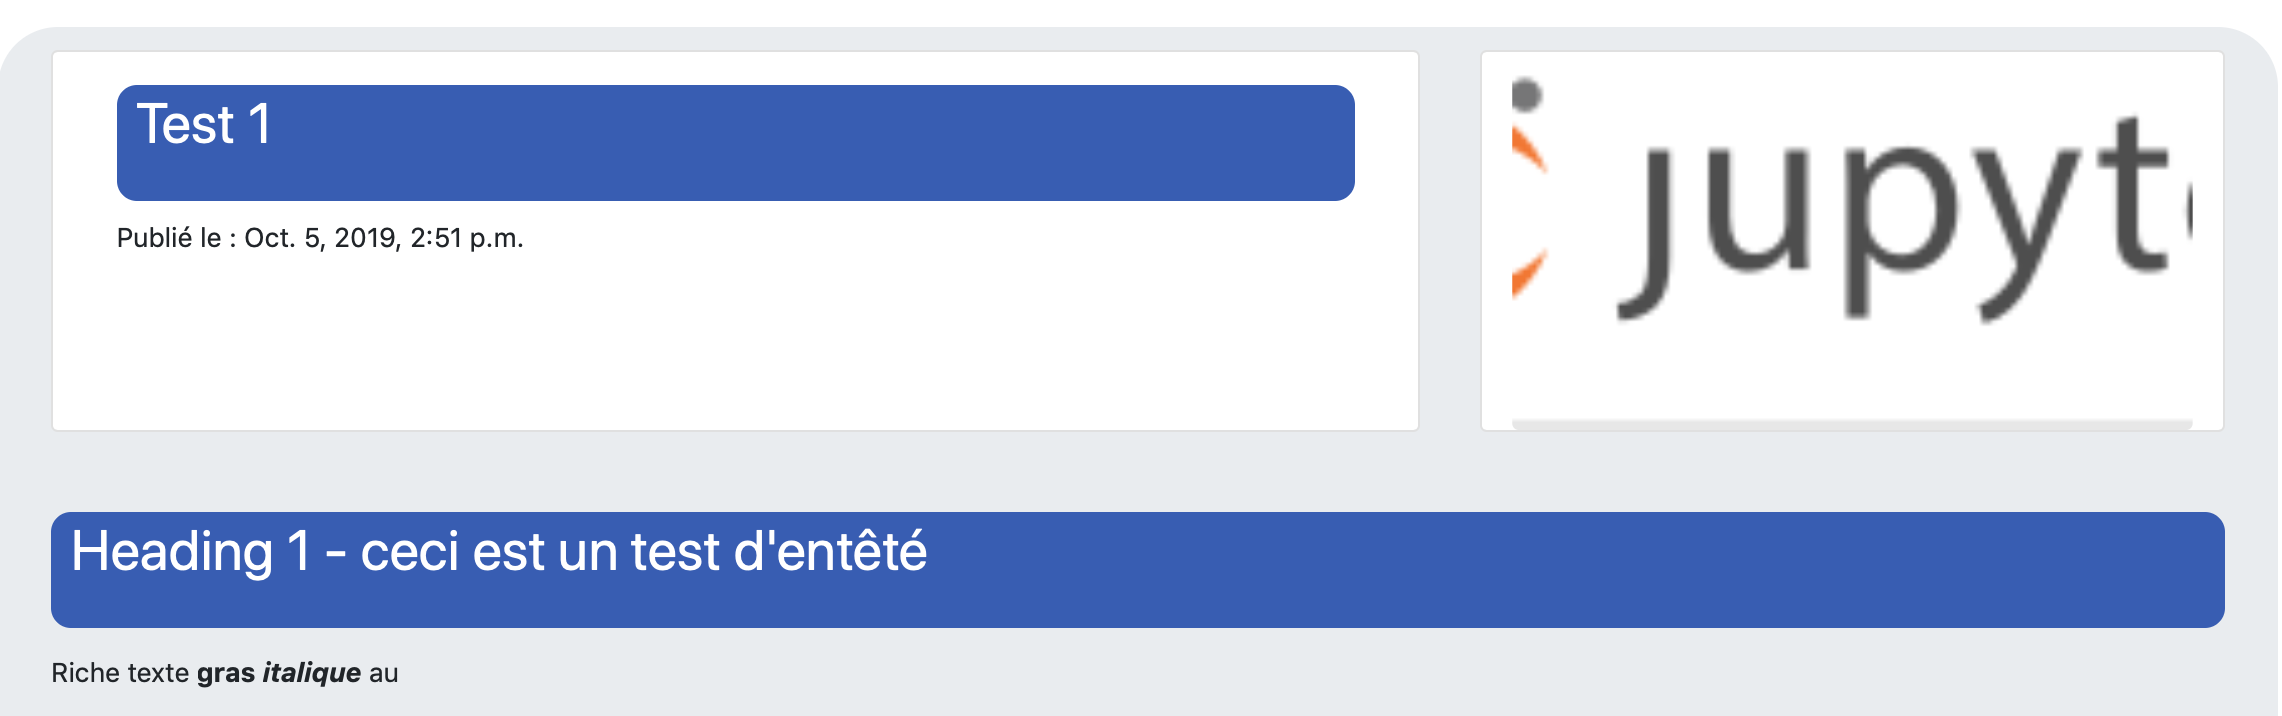 Test 1
Publié le : Oct. 5, 2019, 2:51 p.m.
jupyt
Heading 1 - ceci est un test d'entêté
Riche texte gras italique au